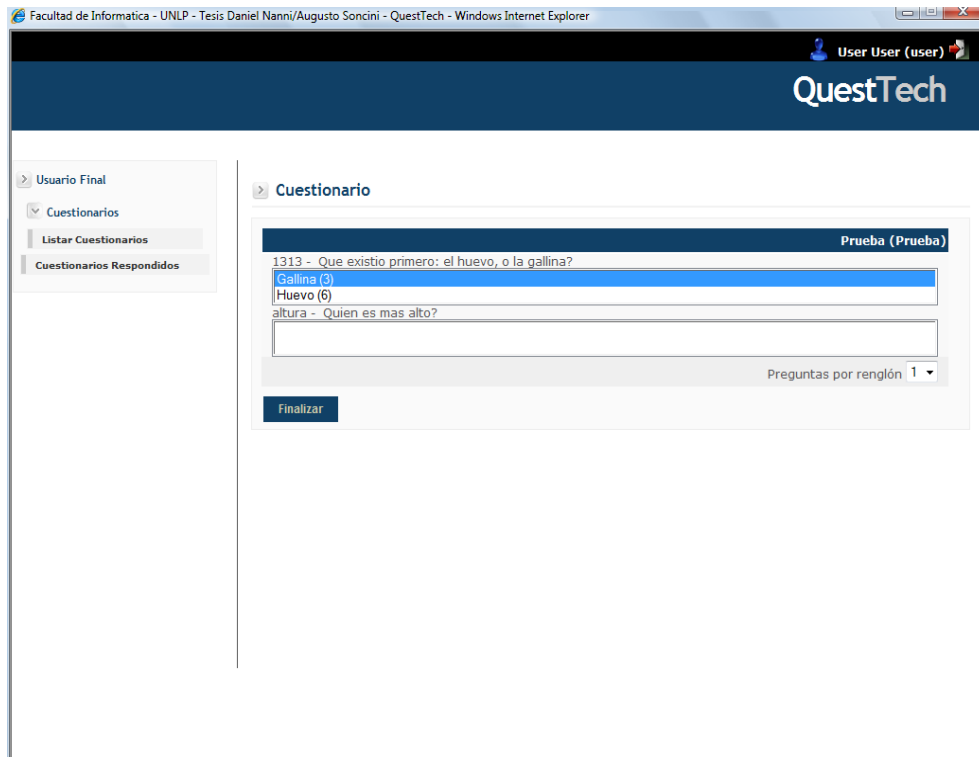 Facultad de Informatica - UNLP - Tesis Daniel Nanni/Augusto Soncini - QuestTech - Windows Internet Explorer
User User (user)
QuestTech
Usuario Final
Cuestionarios
Listar Cuestionarios
Cuestionarios Respondidos
Cuestionario
Prueba (Prueba)
1313 - Que existio primero: el huevo, o la gallina?
Gallina (3)
Huevo (6)
altura - Quien es mas alto?
Preguntas por renglón 1
Finalizar